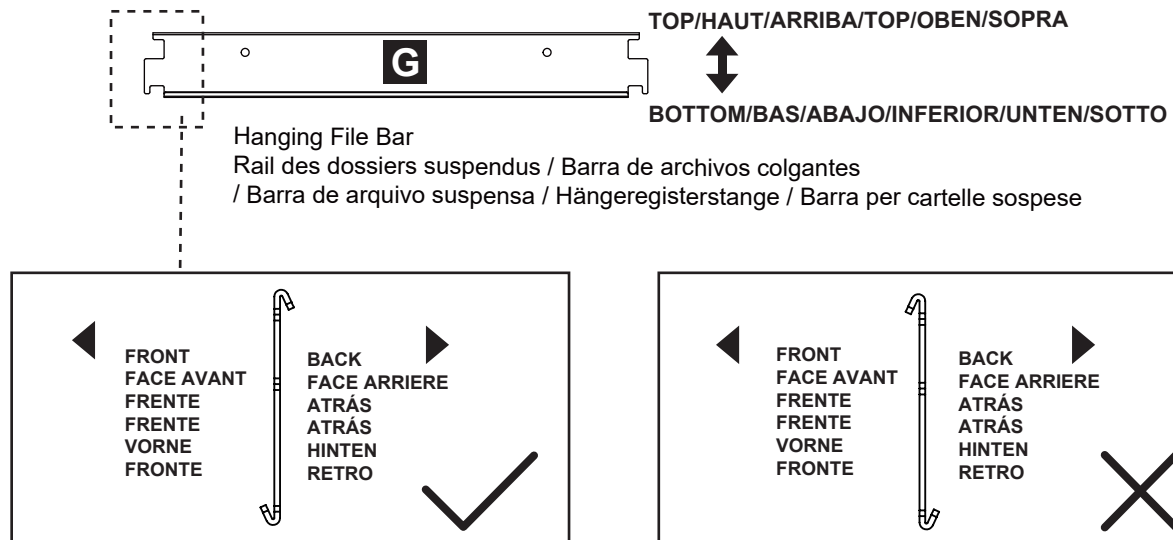 TOP/HAUT/ARRIBA/TOP/OBEN/SOPRA
G
BOTTOM/BAS/ABAJO/INFERIOR/UNTEN/SOTTO
Hanging File Bar
Rail des dossiers suspendus / Barra de archivos colgantes
/ Barra de arquivo suspensa / Hängeregisterstange / Barra per cartelle sospese
FRONT
FACE AVANT
FRENTE
FRENTE
VORNE
FRONTE
BACK
FACE ARRIERE
ATRÁS
ATRÁS
HINTEN
RETRO
FRONT
FACE AVANT
FRENTE
FRENTE
VORNE
FRONTE
BACK
FACE ARRIERE
ATRÁS
ATRÁS
HINTEN
RETRO